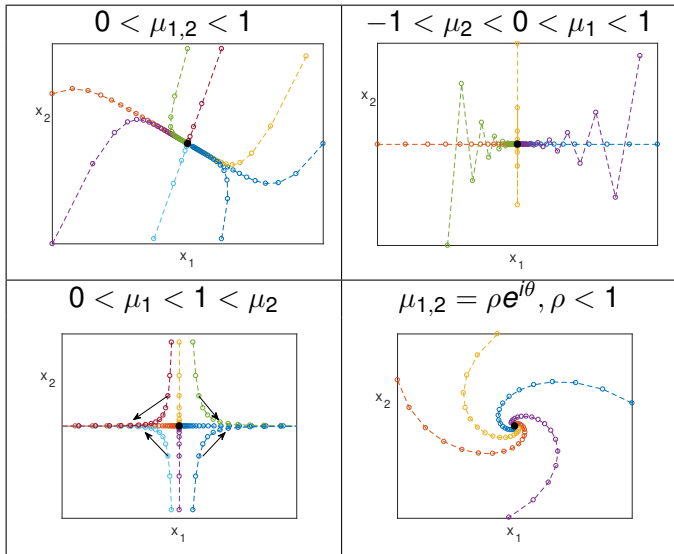 0 < μ₁,₂ < 1
x₂
x₁
−1 < μ₂ < 0 < μ₁ < 1
x₂
x₁
0 < μ₁ < 1 < μ₂
x₂
x₁
μ₁,₂ = ρe^{iθ}, ρ < 1
x₂
x₁